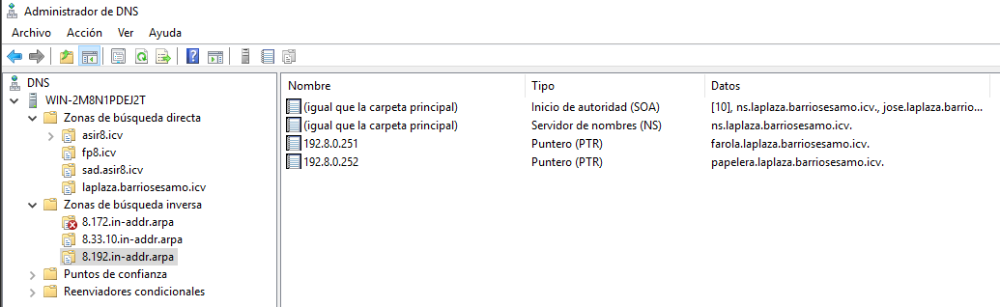 Administrador de DNS
Archivo Acción Ver Ayuda
DNS
WIN-2M8N1PDEJ2T
Zonas de búsqueda directa
asir8.icv
fp8.icv
sad.asir8.icv
laplaza.barriosesamo.icv
Zonas de búsqueda inversa
8.172.in-addr.arpa
8.33.10.in-addr.arpa
8.192.in-addr.arpa
Puntos de confianza
Reenviadores condicionales
Nombre Tipo Datos
(igual que la carpeta principal) Inicio de autoridad (SOA) [10], ns.laplaza.barriosesamo.icv., jose.laplaza.barrio...
(igual que la carpeta principal) Servidor de nombres (NS) ns.laplaza.barriosesamo.icv.
192.8.0.251 Puntero (PTR) farola.laplaza.barriosesamo.icv.
192.8.0.252 Puntero (PTR) papelera.laplaza.barriosesamo.icv.